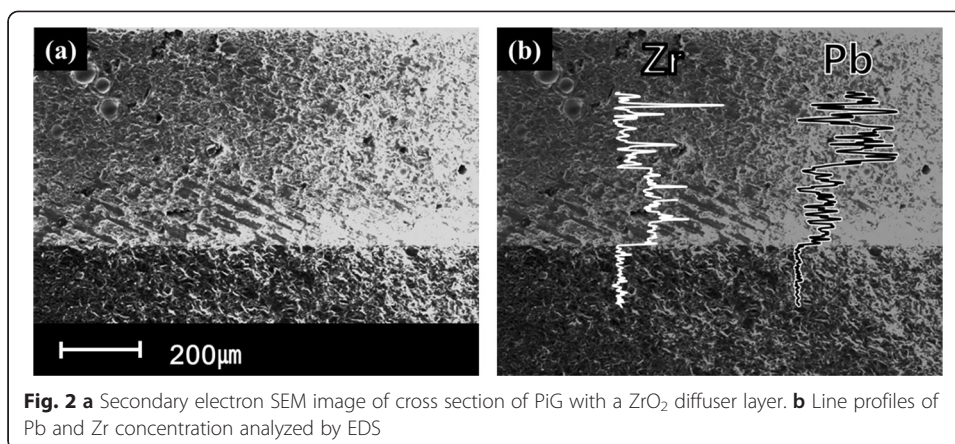 (a)
200μm
(b)
Zr
Pb
Fig. 2 a Secondary electron SEM image of cross section of PiG with a ZrO₂ diffuser layer. b Line profiles of
Pb and Zr concentration analyzed by EDS